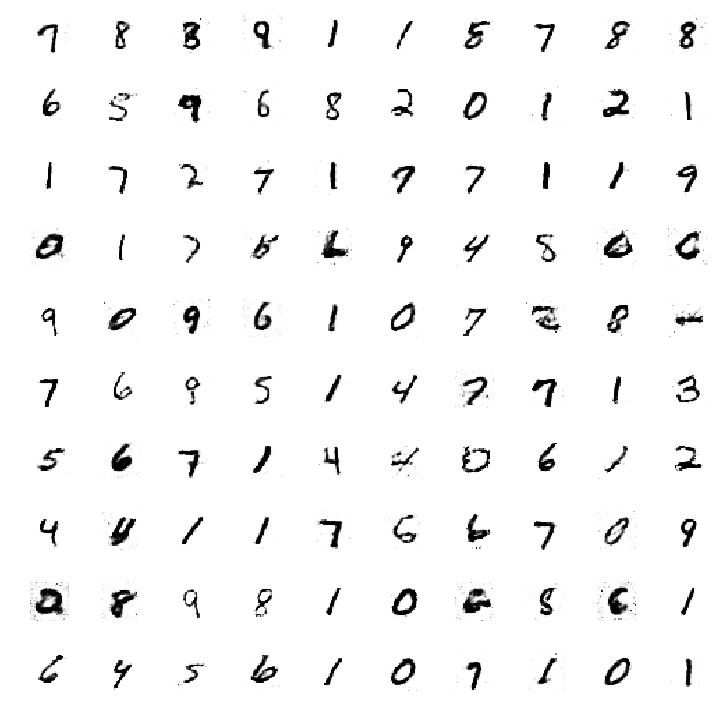 7 8 3 9 1 1 8 7 8 8
6 5 9 6 8 2 0 1 2 1
1 7 2 7 1 7 7 1 1 9
0 1 7 L 9 4 8
9 0 9 6 1 0 7 8
7 6 9 5 1 4 7 7 1 3
5 6 7 1 4 0 6 1 2
4 1 1 7 6 6 7 0 9
8 9 8 1 0 8 6 1
6 4 5 6 1 0 7 1 0 1